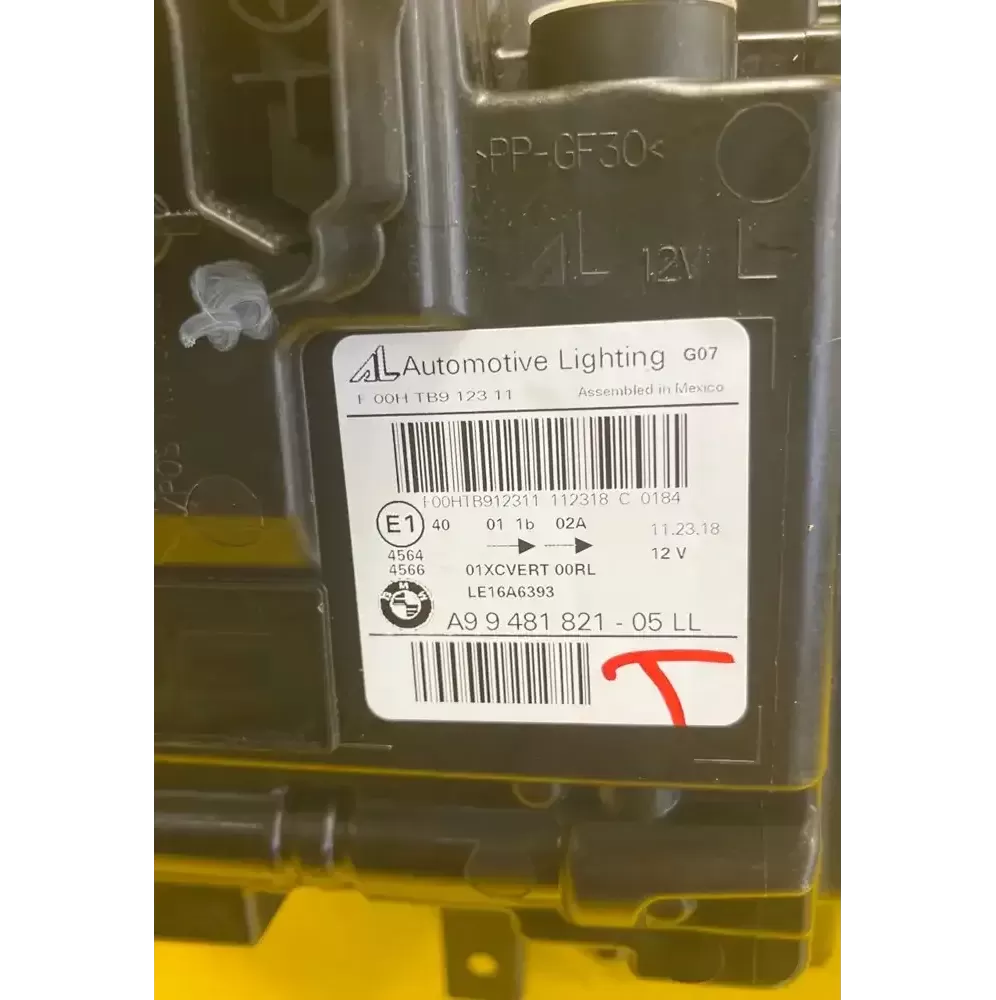 >PP-GF30<
AL 12V L
AL Automotive Lighting G07
F 00H TB9 123 11 Assembled in Mexico
F00HTB912311 112318 C 0184
E1 40 01 1b 02A 11.23.18
4564 12 V
4566 01XCVERT 00RL
BMW LE16A6393
A9 9 481 821 - 05 LL
T